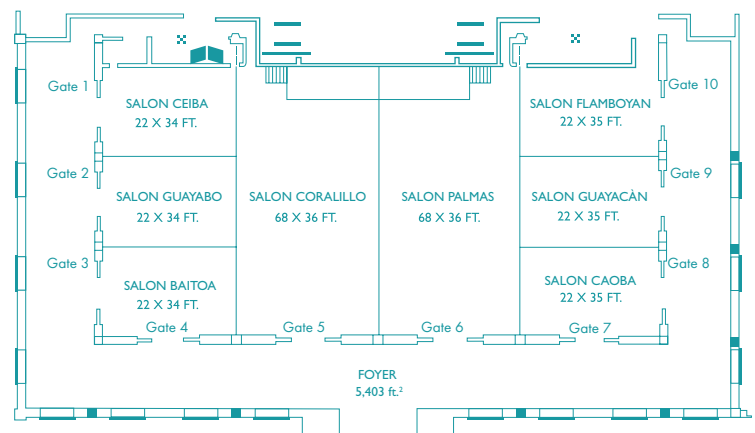 Gate 1
SALON CEIBA
22 X 34 FT.
SALON FLAMBOYAN
22 X 35 FT.
Gate 10
Gate 2
SALON GUAYABO
22 X 34 FT.
SALON CORALILLO
68 X 36 FT.
SALON PALMAS
68 X 36 FT.
SALON GUAYACÀN
22 X 35 FT.
Gate 9
Gate 3
SALON BAITOA
22 X 34 FT.
SALON CAOBA
22 X 35 FT.
Gate 8
Gate 4
Gate 5
Gate 6
Gate 7
FOYER
5,403 ft.²